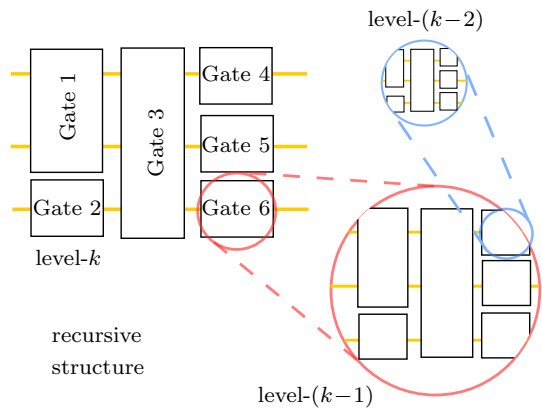 level-(k−2)
Gate 1
Gate 2
Gate 3
Gate 4
Gate 5
Gate 6
level-k
recursive
structure
level-(k−1)